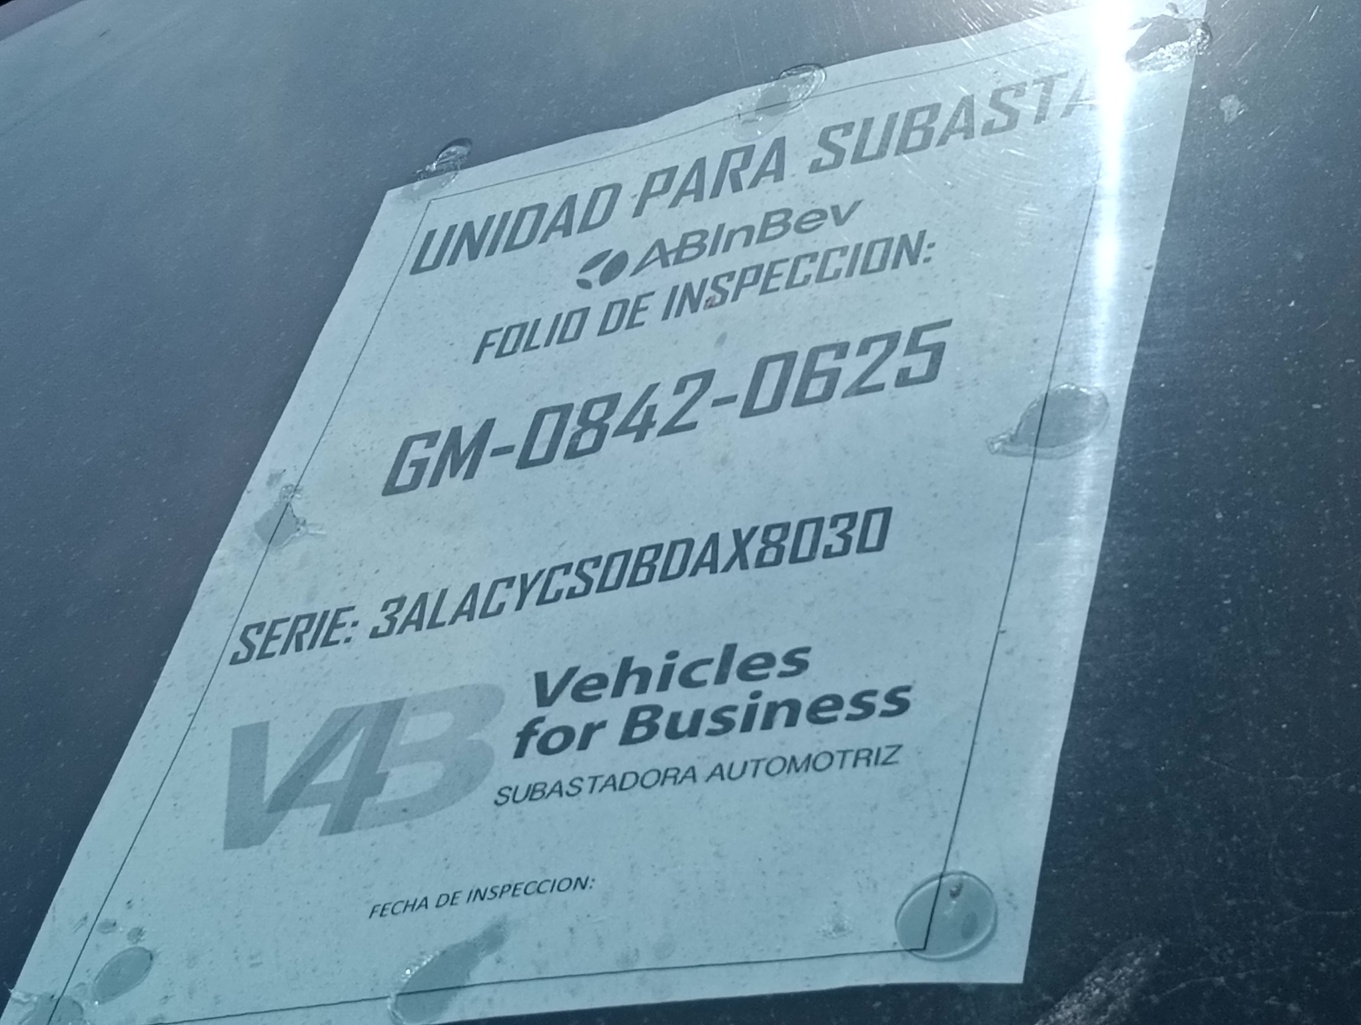 UNIDAD PARA SUBASTA
ABInBev
FOLIO DE INSPECCION:
GM-0842-0625
SERIE: 3ALACYCS0BDAX8030
V4B
Vehicles
for Business
SUBASTADORA AUTOMOTRIZ
FECHA DE INSPECCION: